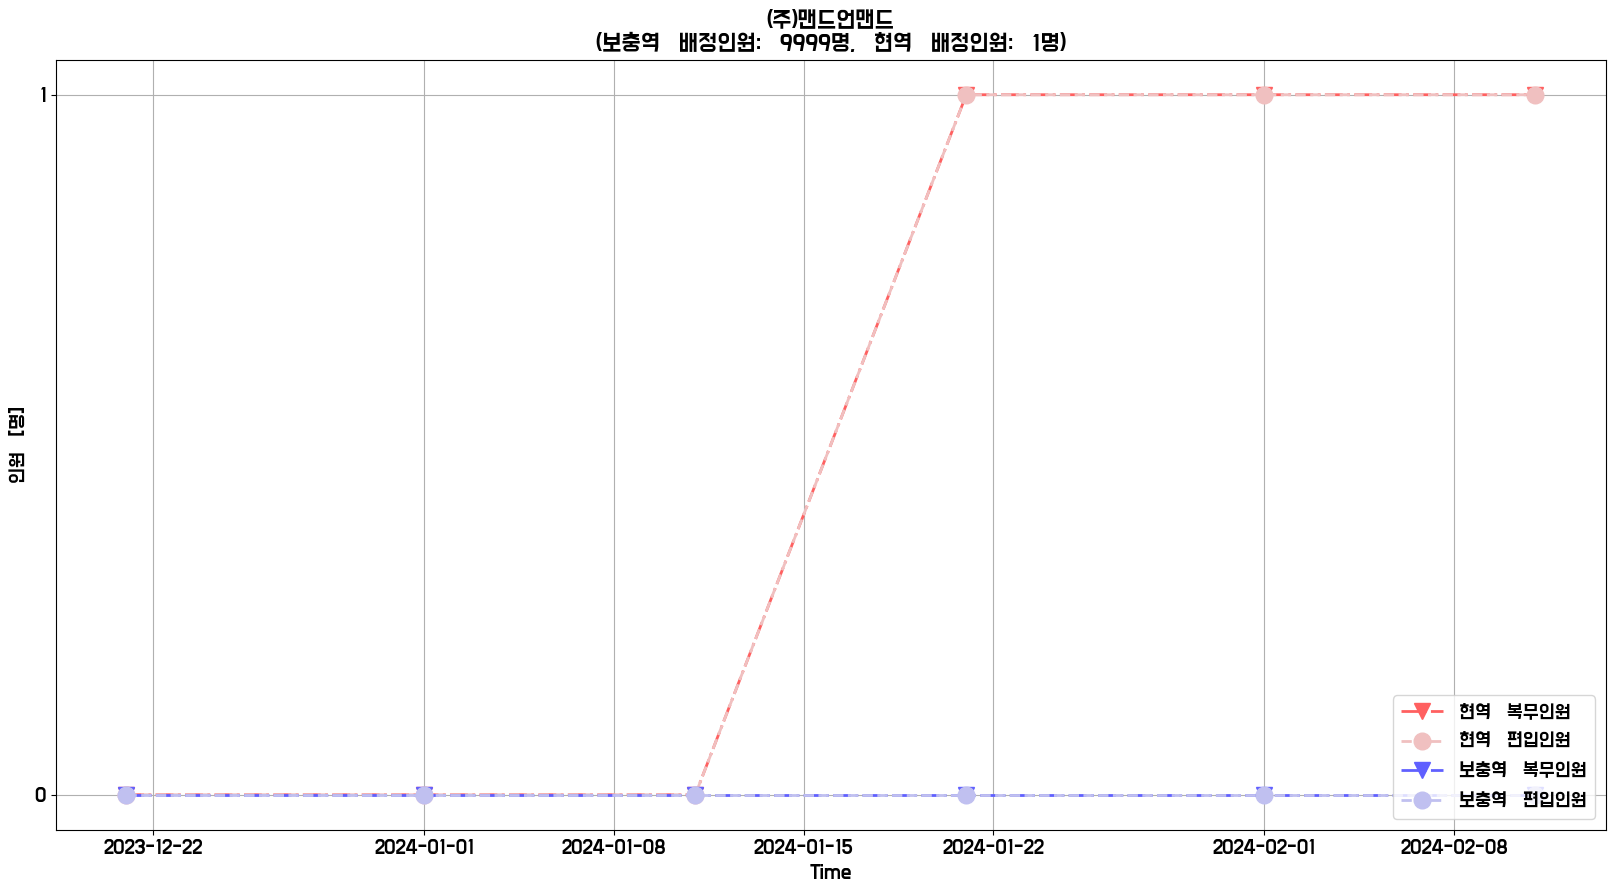 (주)맨드언맨드
(보충역 배정인원: 9999명, 현역 배정인원: 1명)
1
0
인원 [명]
현역 복무인원
현역 편입인원
보충역 복무인원
보충역 편입인원
2023-12-22 2024-01-01 2024-01-08 2024-01-15 2024-01-22 2024-02-01 2024-02-08
Time